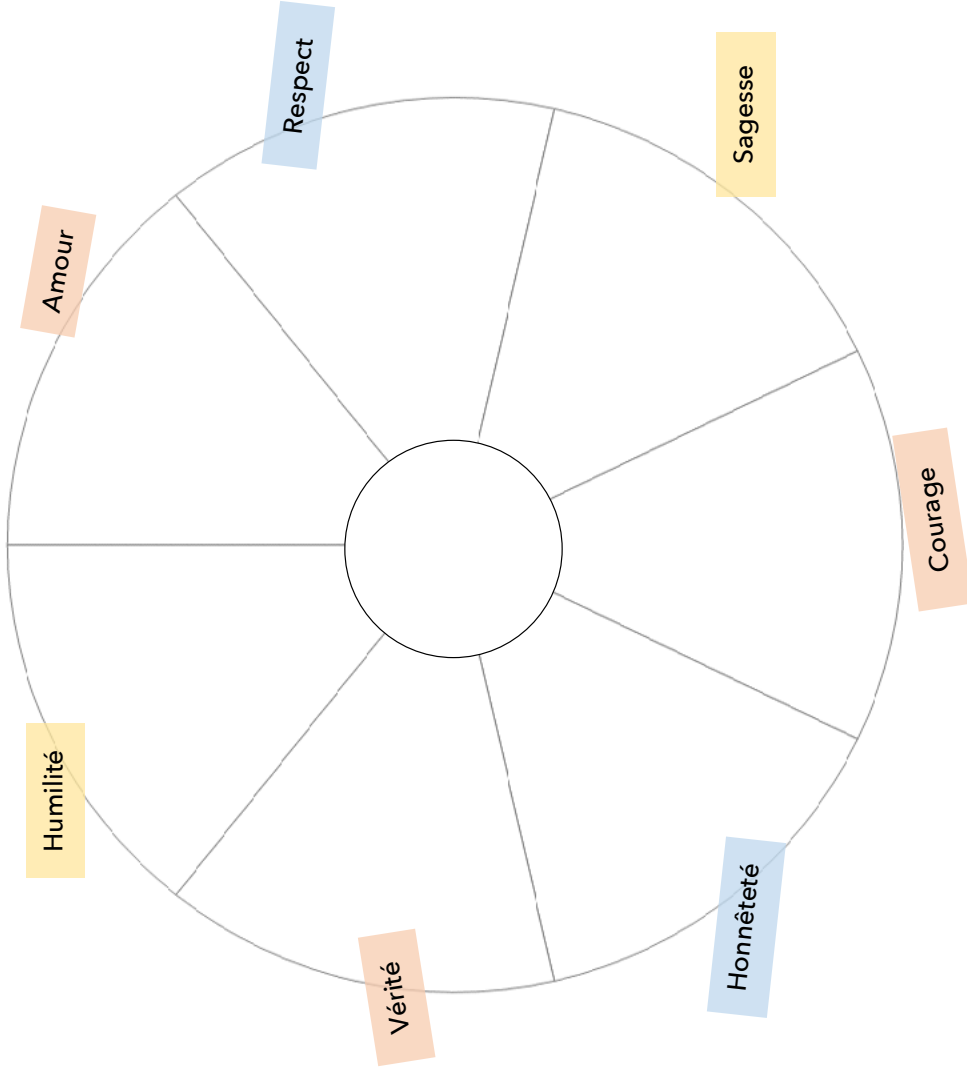 Respect
Sagesse
Amour
Courage
Humilité
Honnêteté
Vérité